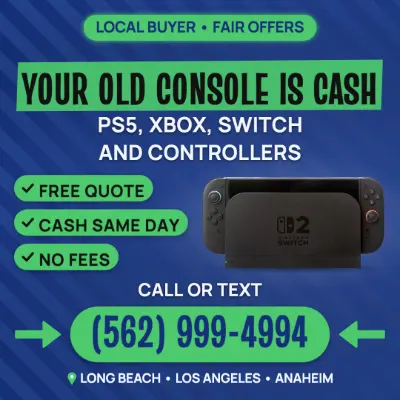 LOCAL BUYER • FAIR OFFERS
YOUR OLD CONSOLE IS CASH
PS5, XBOX, SWITCH
AND CONTROLLERS
✓ FREE QUOTE
✓ CASH SAME DAY
✓ NO FEES
2
NINTENDO
SWITCH
CALL OR TEXT
(562) 999-4994
LONG BEACH • LOS ANGELES • ANAHEIM